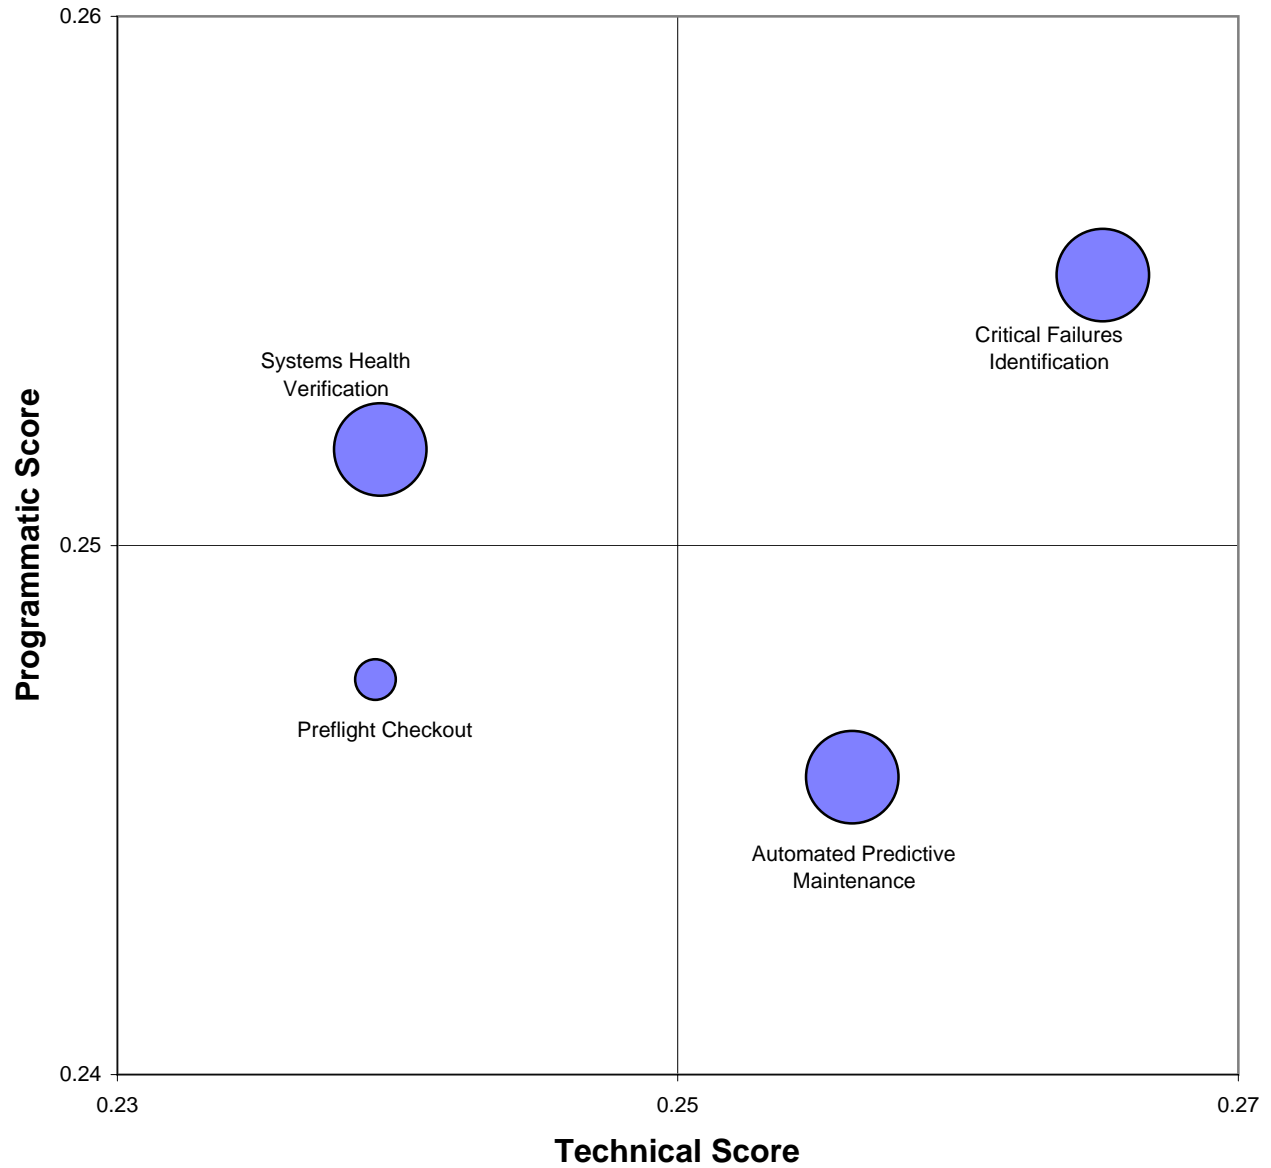 0.26
Critical Failures
Identification
Systems Health
Verification
Programmatic Score
0.25
Preflight Checkout
Automated Predictive
Maintenance
0.24
0.23
0.25
0.27
Technical Score